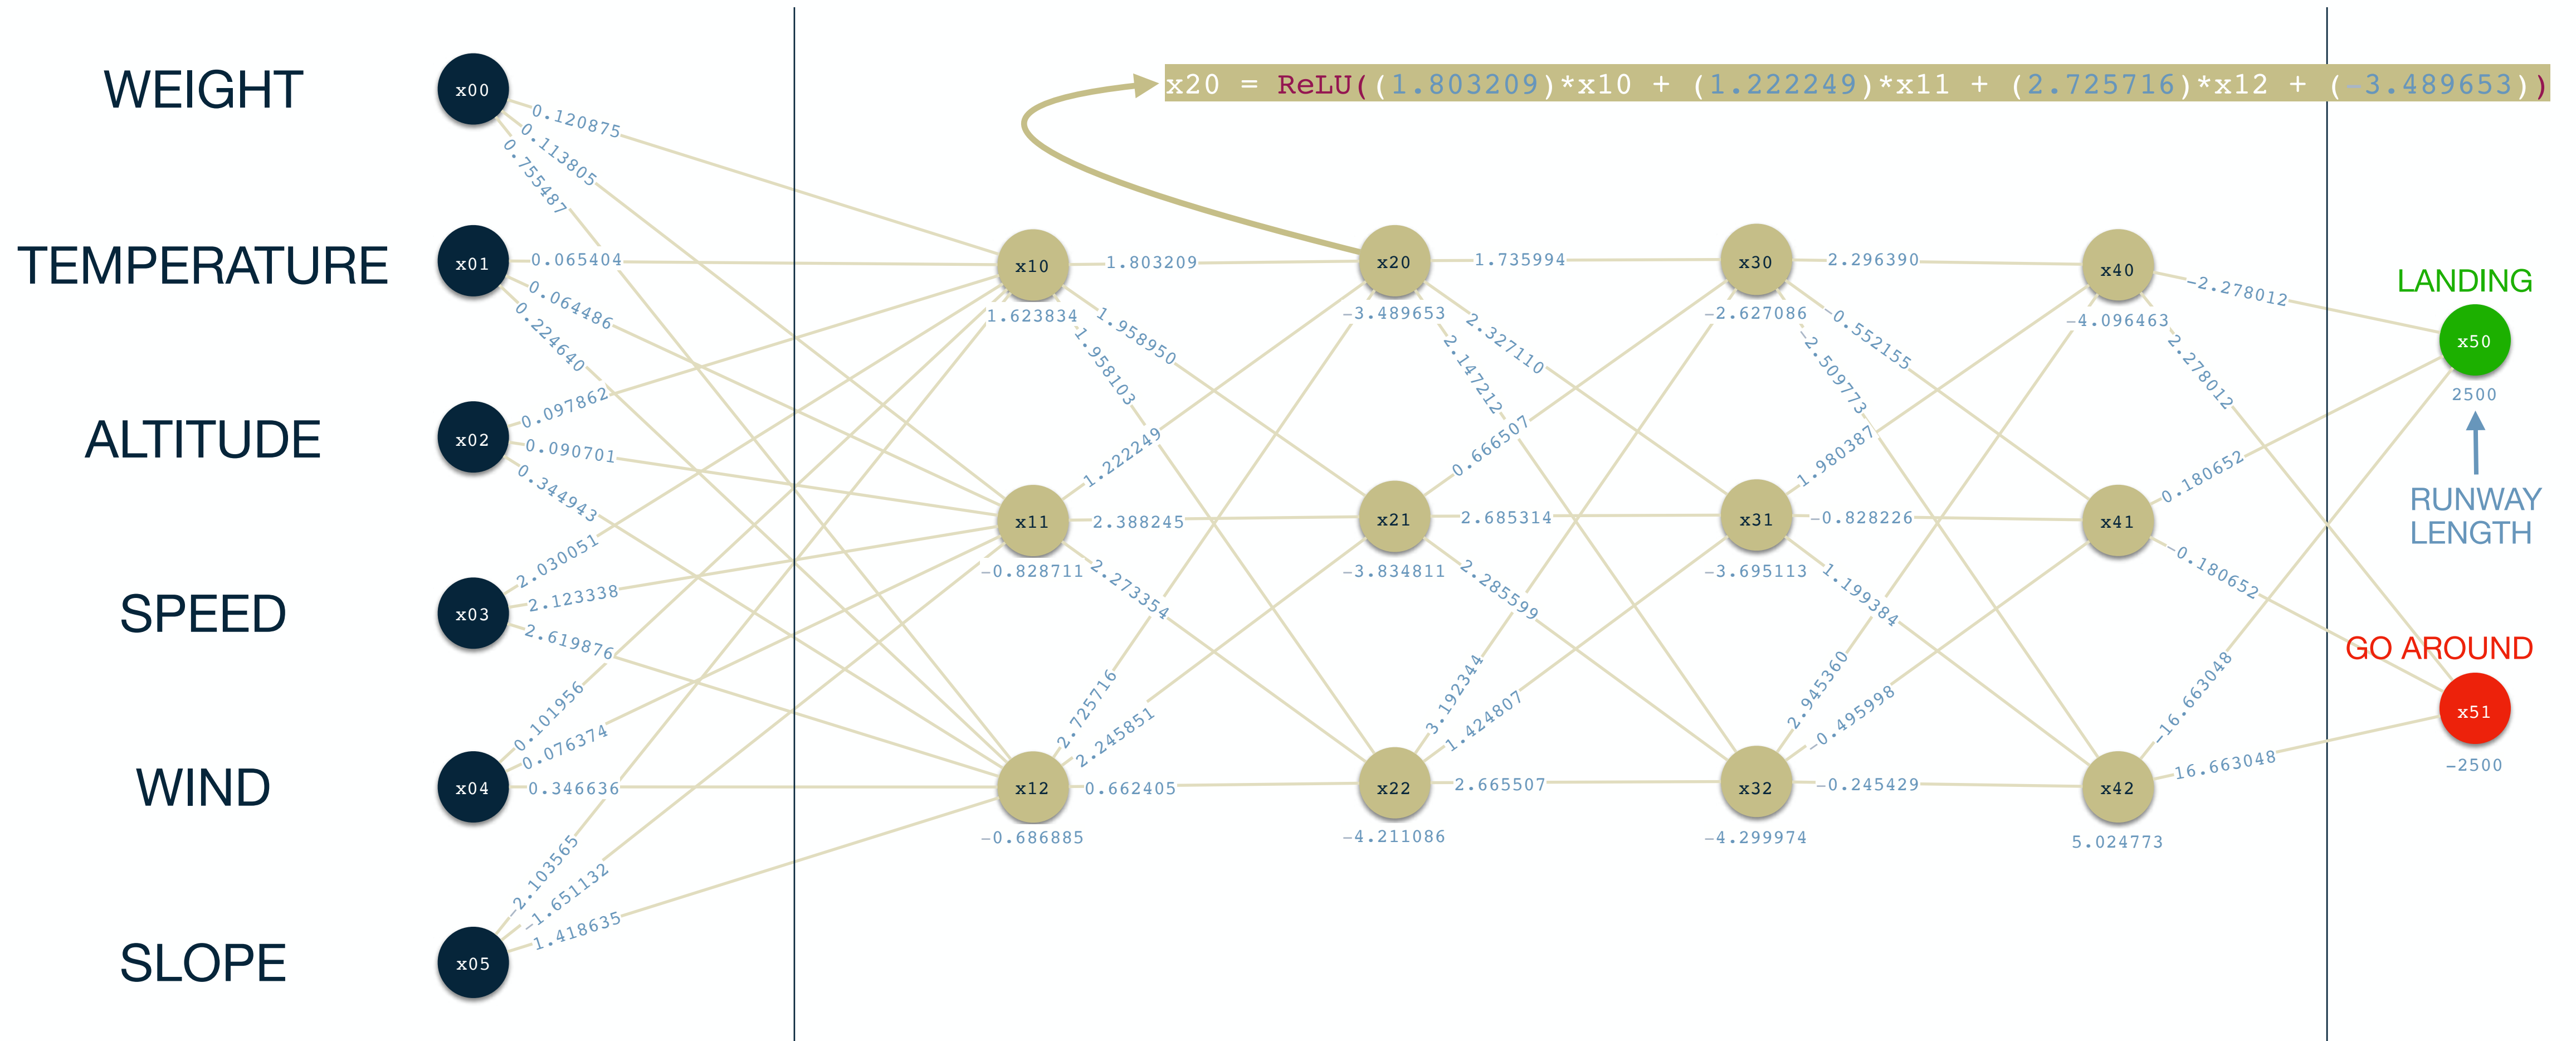 WEIGHT
x00
0.120875
0.113805
0.755487
x20 = ReLU((1.803209)*x10 + (1.222249)*x11 + (2.725716)*x12 + (-3.489653))
TEMPERATURE
x01
0.065404
0.064486
0.224640
ALTITUDE
x02
0.097862
0.090701
0.344943
SPEED
x03
2.030051
2.123338
2.619876
WIND
x04
0.101956
0.076374
0.346636
SLOPE
x05
-2.103565
-1.651132
1.418635
x10
1.623834
1.803209
1.958950
1.958103
x11
-0.828711
1.222249
2.388245
2.273354
x12
-0.686885
2.725716
2.245851
0.662405
x20
-3.489653
1.735994
2.327110
2.147212
x21
-3.834811
0.666507
2.685314
2.285599
x22
-4.211086
3.192344
1.424807
2.665507
x30
-2.627086
2.296390
-0.552155
-2.509773
x31
-3.695113
1.980387
-0.828226
1.199384
x32
-4.299974
2.945360
-0.495998
-0.245429
x40
-4.096463
-2.278012
2.278012
x41
0.180652
-0.180652
x42
5.024773
-16.663048
16.663048
LANDING
x50
2500
RUNWAY
LENGTH
GO AROUND
x51
-2500